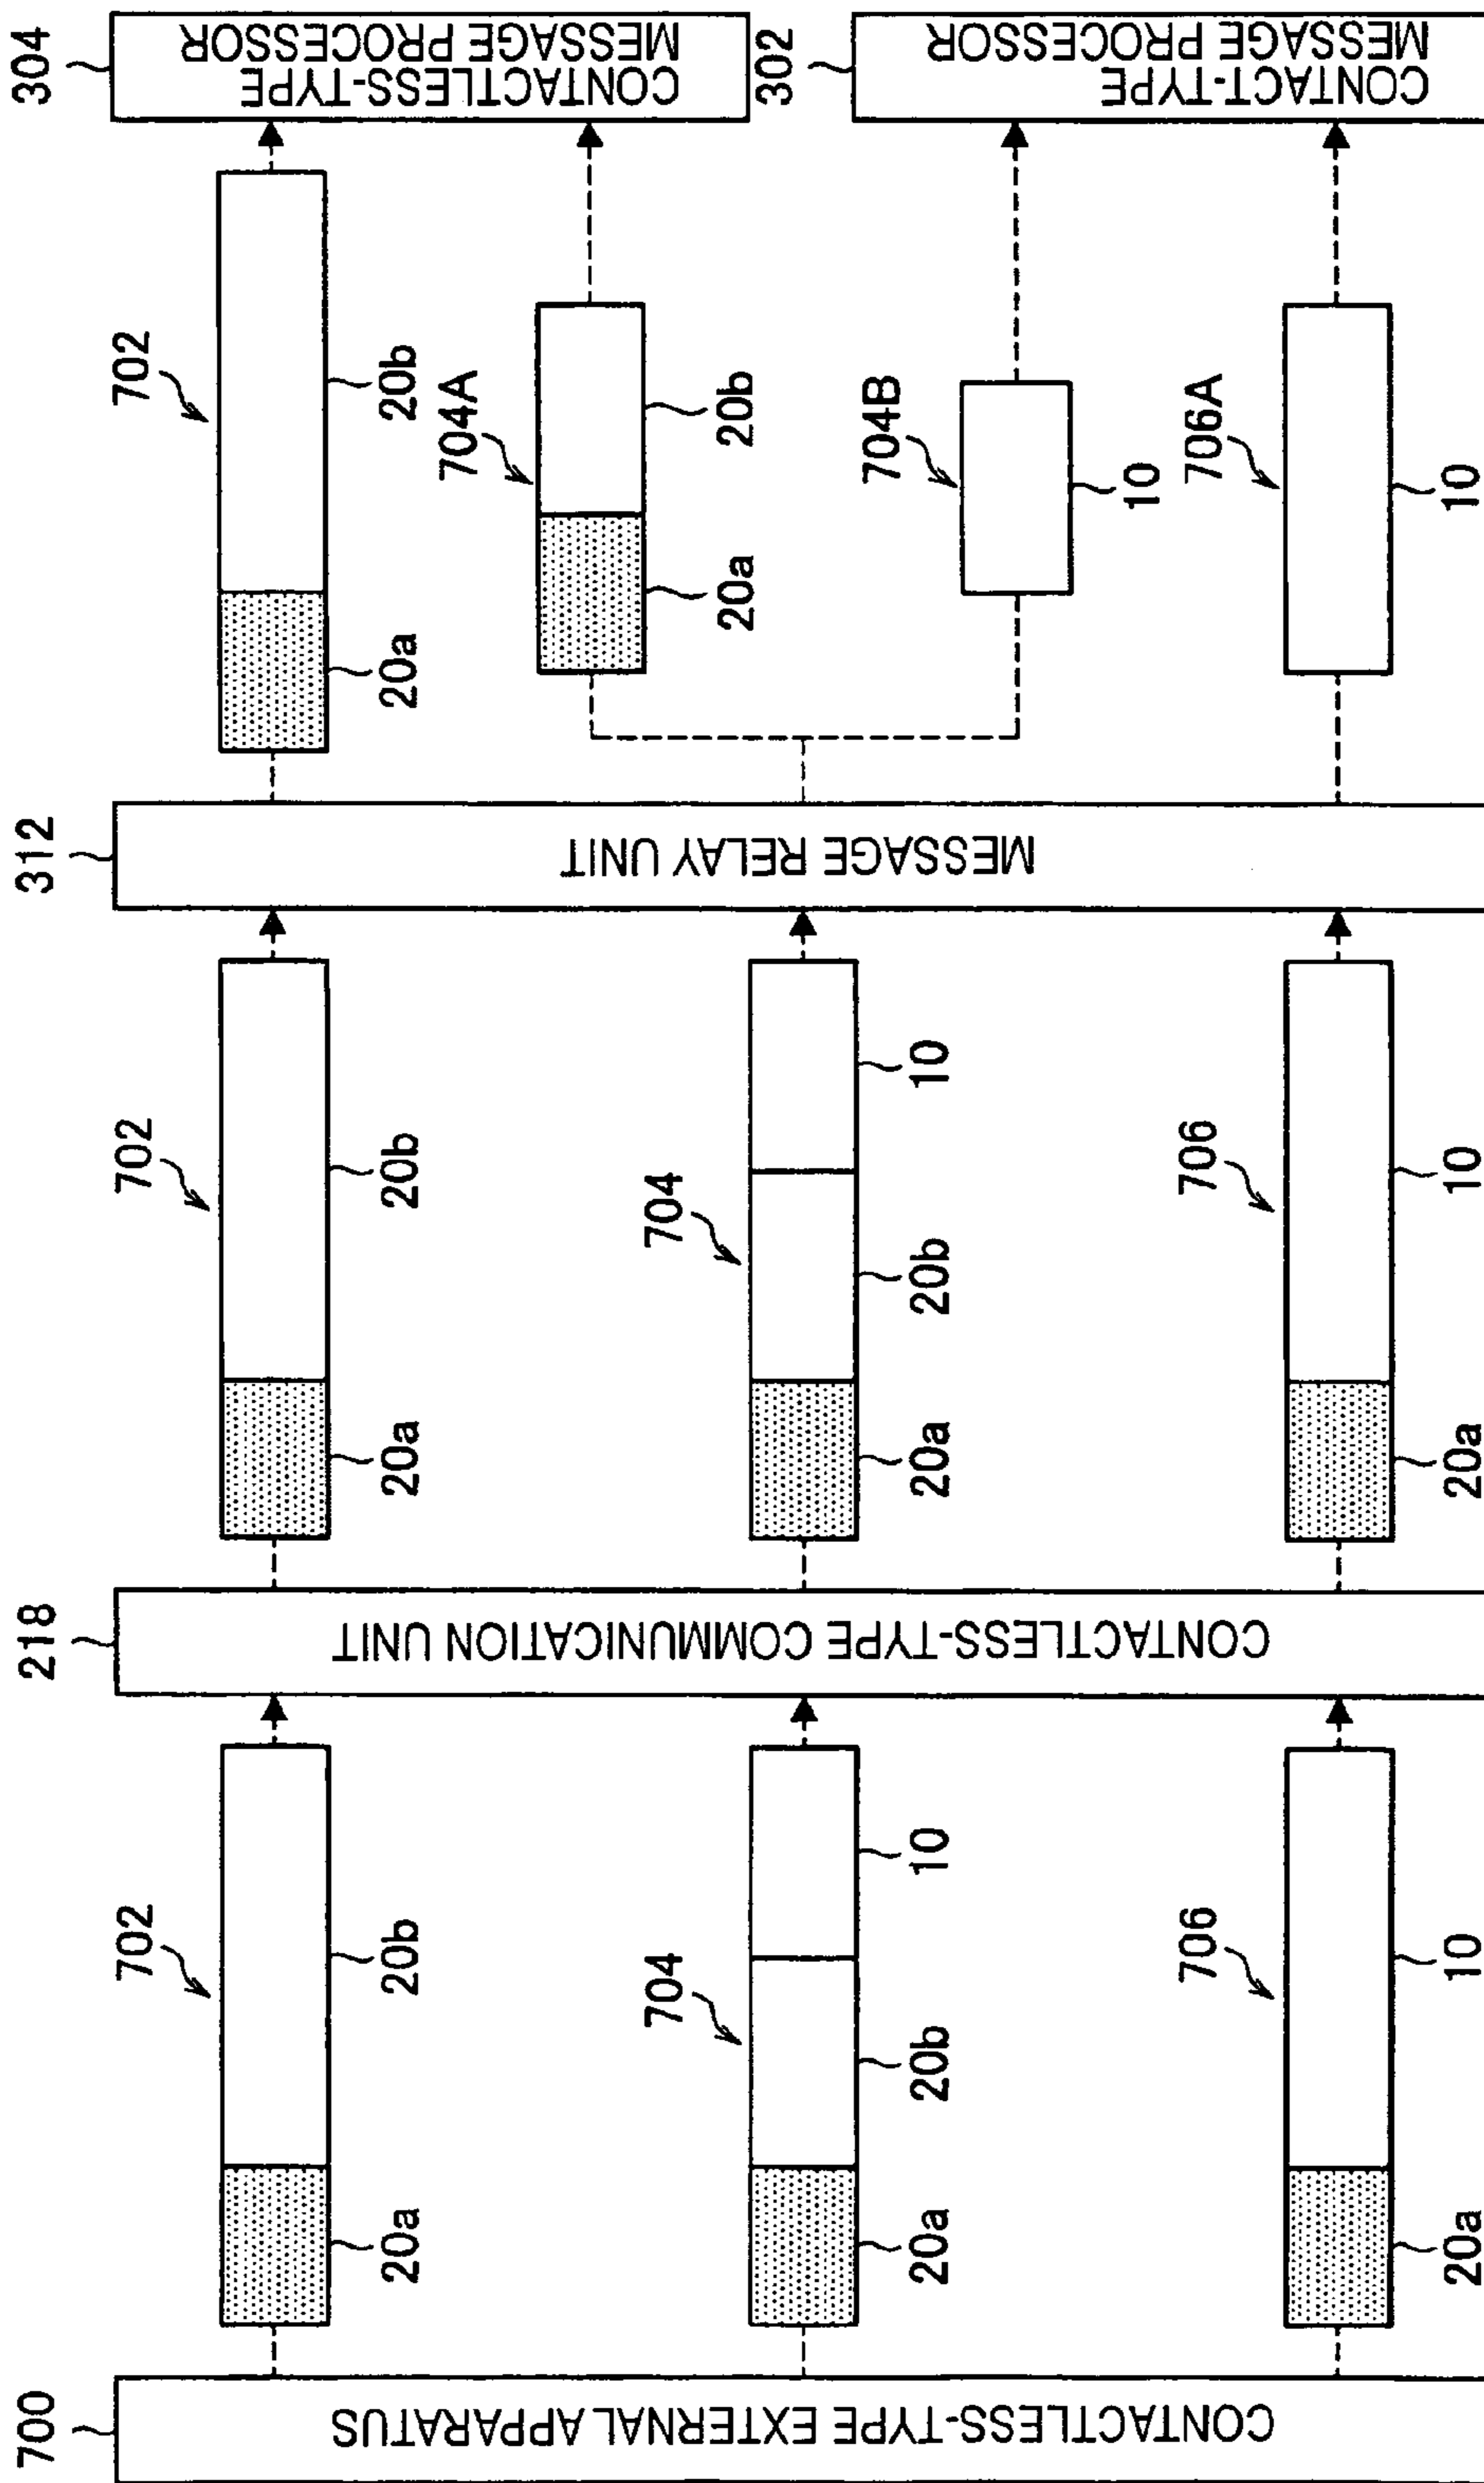 700
CONTACTLESS-TYPE EXTERNAL APPARATUS
702
20a
20b
704
20a
20b
10
706
20a
10
218
CONTACTLESS-TYPE COMMUNICATION UNIT
702
20a
20b
704
20a
20b
10
706
20a
10
312
MESSAGE RELAY UNIT
702
20a
20b
704A
20a
20b
704B
10
706A
10
304
CONTACTLESS-TYPE
MESSAGE PROCESSOR
302
CONTACT-TYPE
MESSAGE PROCESSOR